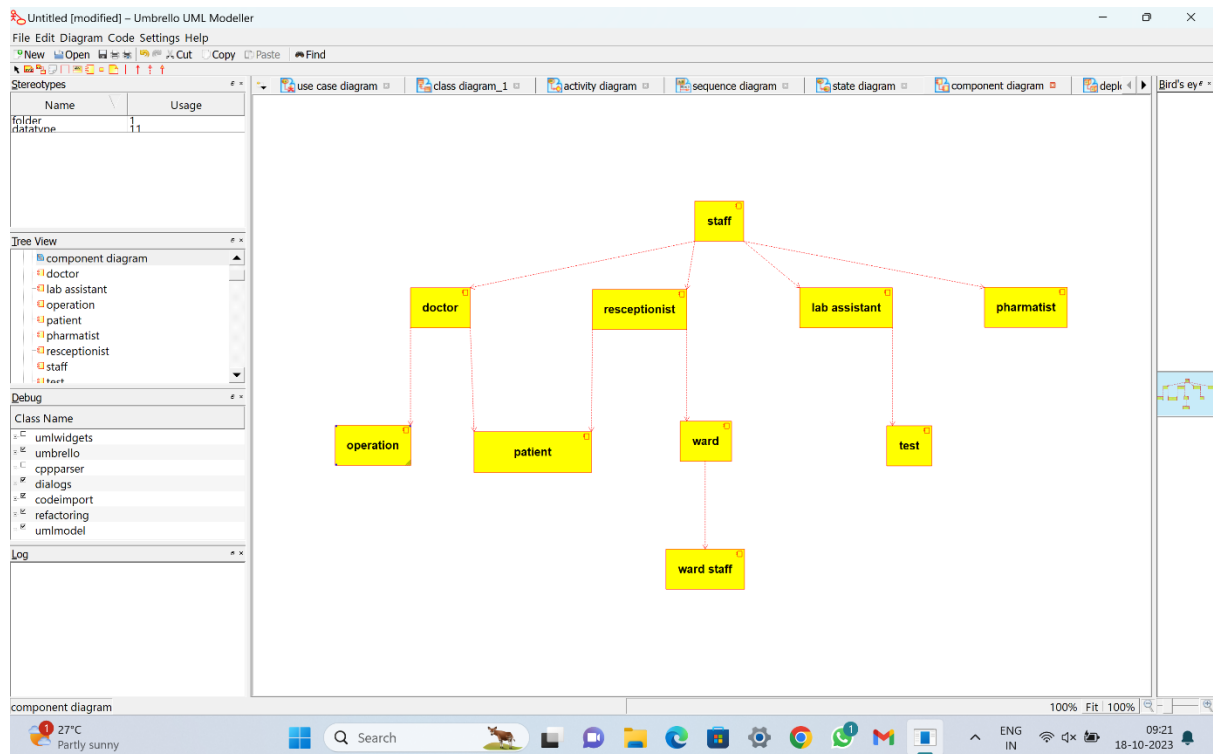 Untitled [modified] – Umbrello UML Modeller
File Edit Diagram Code Settings Help
New Open Cut Copy Paste Find
Stereotypes
Name Usage
folder 1
datatype 11
use case diagram class diagram_1 activity diagram sequence diagram state diagram component diagram
Bird's ey
Tree View
component diagram
doctor
lab assistant
operation
patient
pharmatist
resceptionist
staff
test
Debug
Class Name
umlwidgets
umbrello
cppparser
dialogs
codeimport
refactoring
umlmodel
Log
staff
doctor resceptionist lab assistant pharmatist
operation patient ward test
ward staff
component diagram
100% Fit 100%
1 27°C
Partly sunny
Search
1
ENG
IN
09:21
18-10-2023